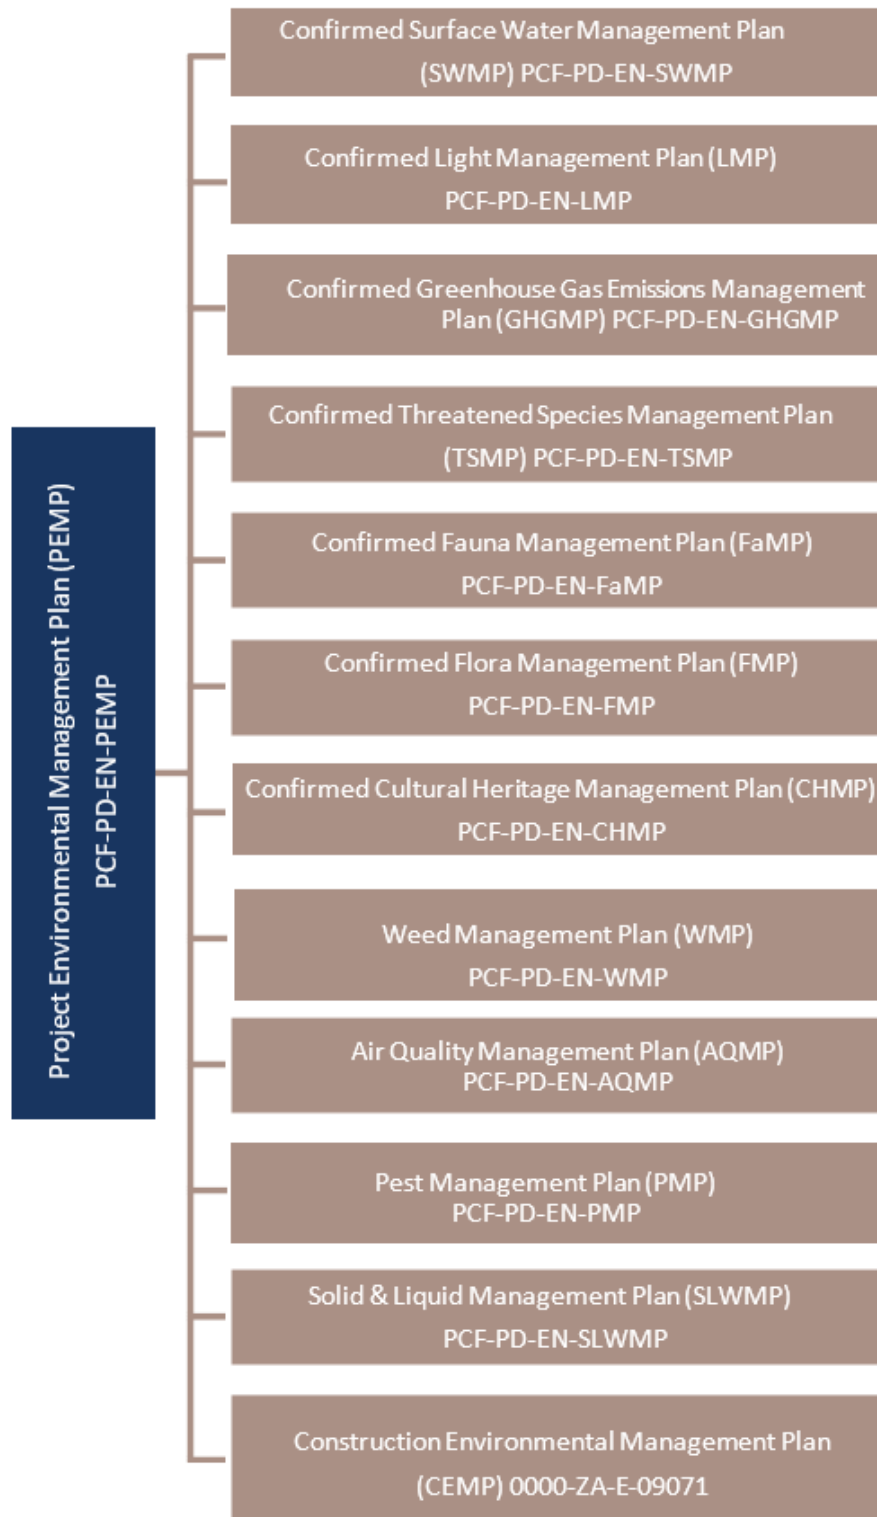 Project Environmental Management Plan (PEMP)
PCF-PD-EN-PEMP
Confirmed Surface Water Management Plan
(SWMP) PCF-PD-EN-SWMP
Confirmed Light Management Plan (LMP)
PCF-PD-EN-LMP
Confirmed Greenhouse Gas Emissions Management
Plan (GHGMP) PCF-PD-EN-GHGMP
Confirmed Threatened Species Management Plan
(TSMP) PCF-PD-EN-TSMP
Confirmed Fauna Management Plan (FaMP)
PCF-PD-EN-FaMP
Confirmed Flora Management Plan (FMP)
PCF-PD-EN-FMP
Confirmed Cultural Heritage Management Plan (CHMP)
PCF-PD-EN-CHMP
Weed Management Plan (WMP)
PCF-PD-EN-WMP
Air Quality Management Plan (AQMP)
PCF-PD-EN-AQMP
Pest Management Plan (PMP)
PCF-PD-EN-PMP
Solid & Liquid Management Plan (SLWMP)
PCF-PD-EN-SLWMP
Construction Environmental Management Plan
(CEMP) 0000-ZA-E-09071